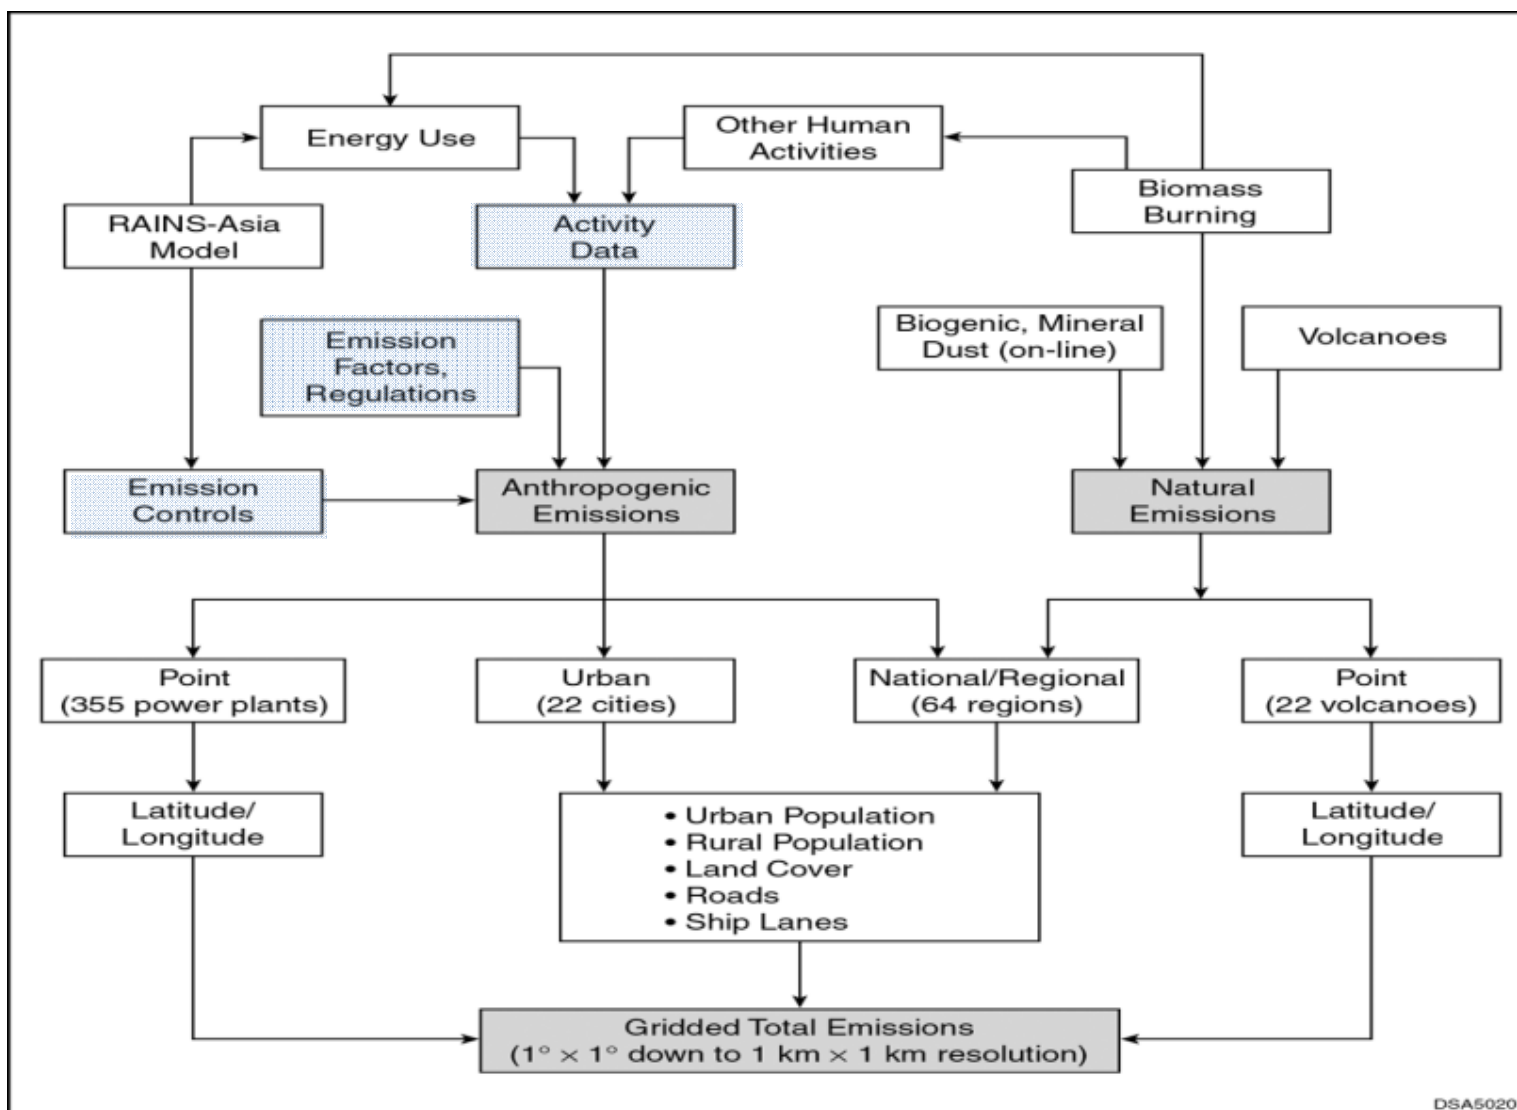 Energy Use
Other Human
Activities
Biomass
Burning
RAINS-Asia
Model
Activity
Data
Emission
Factors,
Regulations
Biogenic, Mineral
Dust (on-line)
Volcanoes
Emission
Controls
Anthropogenic
Emissions
Natural
Emissions
Point
(355 power plants)
Urban
(22 cities)
National/Regional
(64 regions)
Point
(22 volcanoes)
Latitude/
Longitude
• Urban Population
• Rural Population
• Land Cover
• Roads
• Ship Lanes
Latitude/
Longitude
Gridded Total Emissions
(1° × 1° down to 1 km × 1 km resolution)
DSA5020